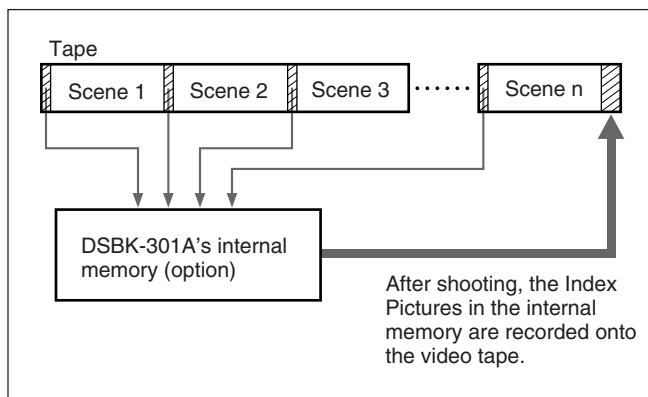 Tape
Scene 1 Scene 2 Scene 3 ...... Scene n
DSBK-301A's internal
memory (option)
After shooting, the Index
Pictures in the internal
memory are recorded onto
the video tape.